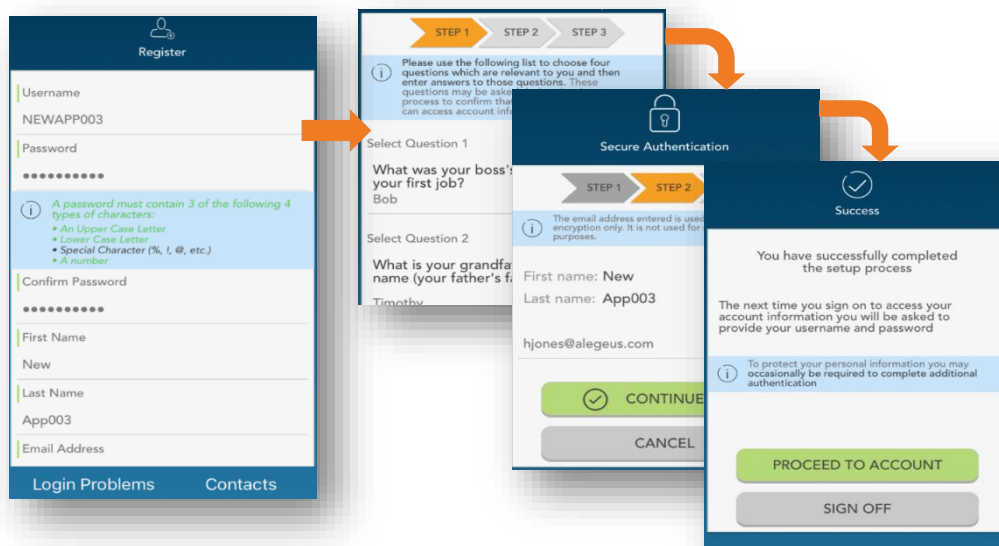 Register
Username
NEWAPP003
Password
A password must contain 3 of the following 4
types of characters:
• An Upper Case Letter
• Lower Case Letter
• Special Character (%, !, @, etc.)
• A number
Confirm Password
First Name
New
Last Name
App003
Email Address
Login Problems Contacts
STEP 1 STEP 2 STEP 3
Please use the following list to choose four
questions which are relevant to you and then
enter answers to those questions. These
questions may be aske
process to confirm that
can access account inf
Select Question 1
What was your boss's
your first job?
Bob
Select Question 2
What is your grandfa
name (your father's fa
Timothy
Secure Authentication
STEP 1 STEP 2
The email address entered is used
encryption only. It is not used for
purposes.
First name: New
Last name: App003
hjones@alegeus.com
CONTINUE
CANCEL
Success
You have successfully completed
the setup process
The next time you sign on to access your
account information you will be asked to
provide your username and password
To protect your personal information you may
occasionally be required to complete additional
authentication
PROCEED TO ACCOUNT
SIGN OFF